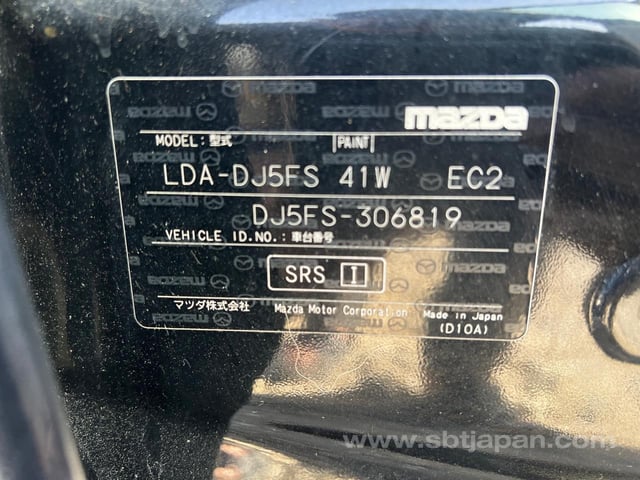 mazda
MODEL: 型式 PAINT
LDA-DJ5FS 41W EC2
DJ5FS-306819
VEHICLE ID.NO.: 車台番号
SRS I
マツダ株式会社 Mazda Motor Corporation Made in Japan
(D10A)
www.sbtjapan.com